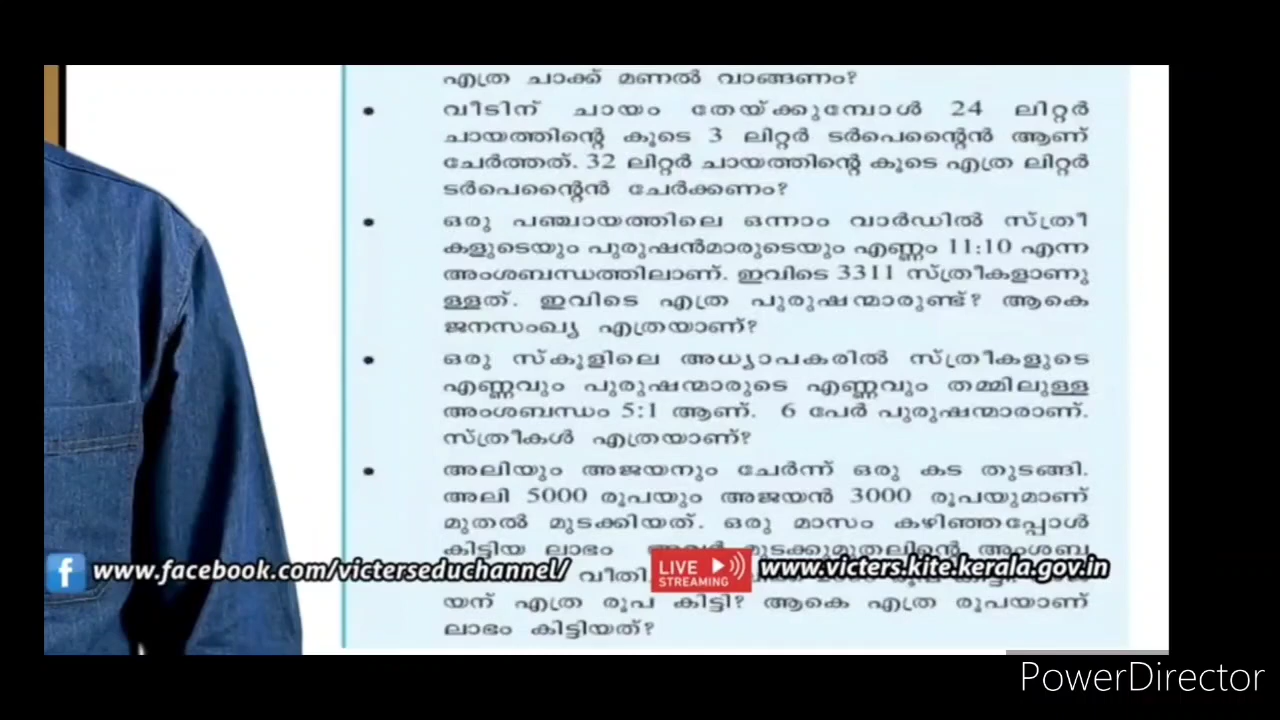 എത്ര ചാക്ക് മണൽ വാങ്ങണം?
• വീടിന് ചായം തേയ്ക്കുമ്പോൾ 24 ലിറ്റർ
ചായത്തിന്റെ കൂടെ 3 ലിറ്റർ ടർപെന്റൈൻ ആണ്
ചേർത്തത്. 32 ലിറ്റർ ചായത്തിന്റെ കൂടെ എത്ര ലിറ്റർ
ടർപെന്റൈൻ ചേർക്കണം?
• ഒരു പഞ്ചായത്തിലെ ഒന്നാം വാർഡിൽ സ്ത്രീ
കളുടെയും പുരുഷൻമാരുടെയും എണ്ണം 11:10 എന്ന
അംശബന്ധത്തിലാണ്. ഇവിടെ 3311 സ്ത്രീകളാണു
ള്ളത്. ഇവിടെ എത്ര പുരുഷന്മാരുണ്ട്? ആകെ
ജനസംഖ്യ എത്രയാണ്?
• ഒരു സ്കൂളിലെ അധ്യാപകരിൽ സ്ത്രീകളുടെ
എണ്ണവും പുരുഷന്മാരുടെ എണ്ണവും തമ്മിലുള്ള
അംശബന്ധം 5:1 ആണ്. 6 പേർ പുരുഷന്മാരാണ്.
സ്ത്രീകൾ എത്രയാണ്?
• അലിയും അജയനും ചേർന്ന് ഒരു കട തുടങ്ങി.
അലി 5000 രൂപയും അജയൻ 3000 രൂപയുമാണ്
മുതൽ മുടക്കിയത്. ഒരു മാസം കഴിഞ്ഞപ്പോൾ
കിട്ടിയ ലാഭം മുടക്കുമുതലിന്റെ അംശബ
വീതി
യന് എത്ര രൂപ കിട്ടി? ആകെ എത്ര രൂപയാണ്
ലാഭം കിട്ടിയത്?
f www.facebook.com/victerseduchannel/
LIVE
STREAMING
www.victers.kite.kerala.gov.in
PowerDirector